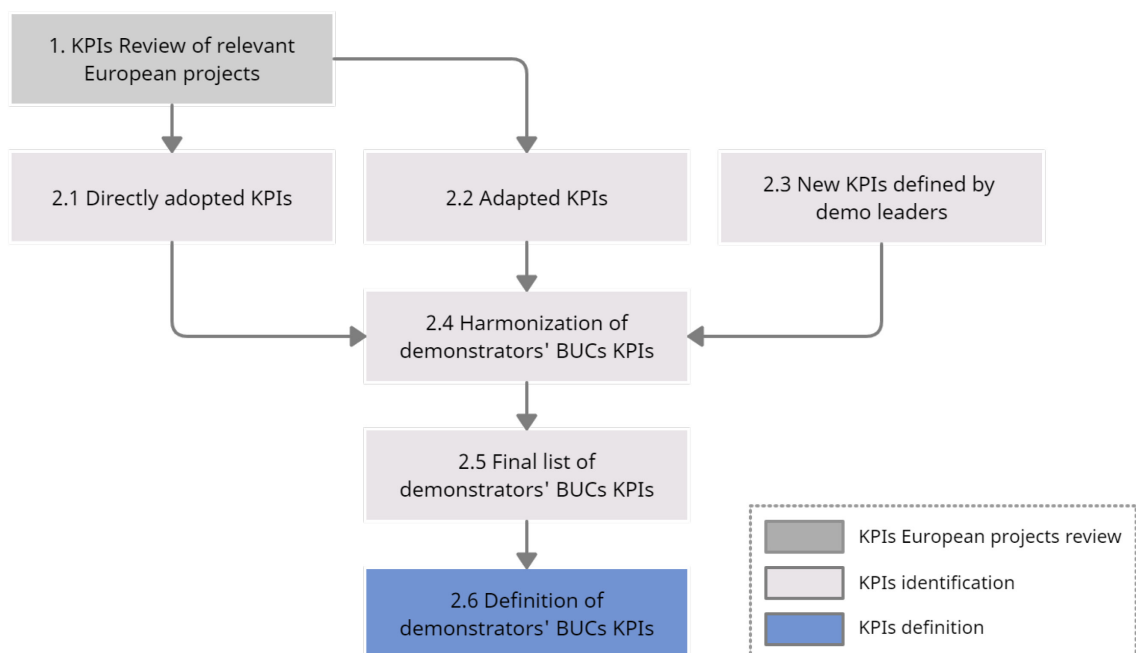 1. KPIs Review of relevant
European projects
2.1 Directly adopted KPIs
2.2 Adapted KPIs
2.3 New KPIs defined by
demo leaders
2.4 Harmonization of
demonstrators' BUCs KPIs
2.5 Final list of
demonstrators' BUCs KPIs
2.6 Definition of
demonstrators' BUCs KPIs
KPIs European projects review
KPIs identification
KPIs definition